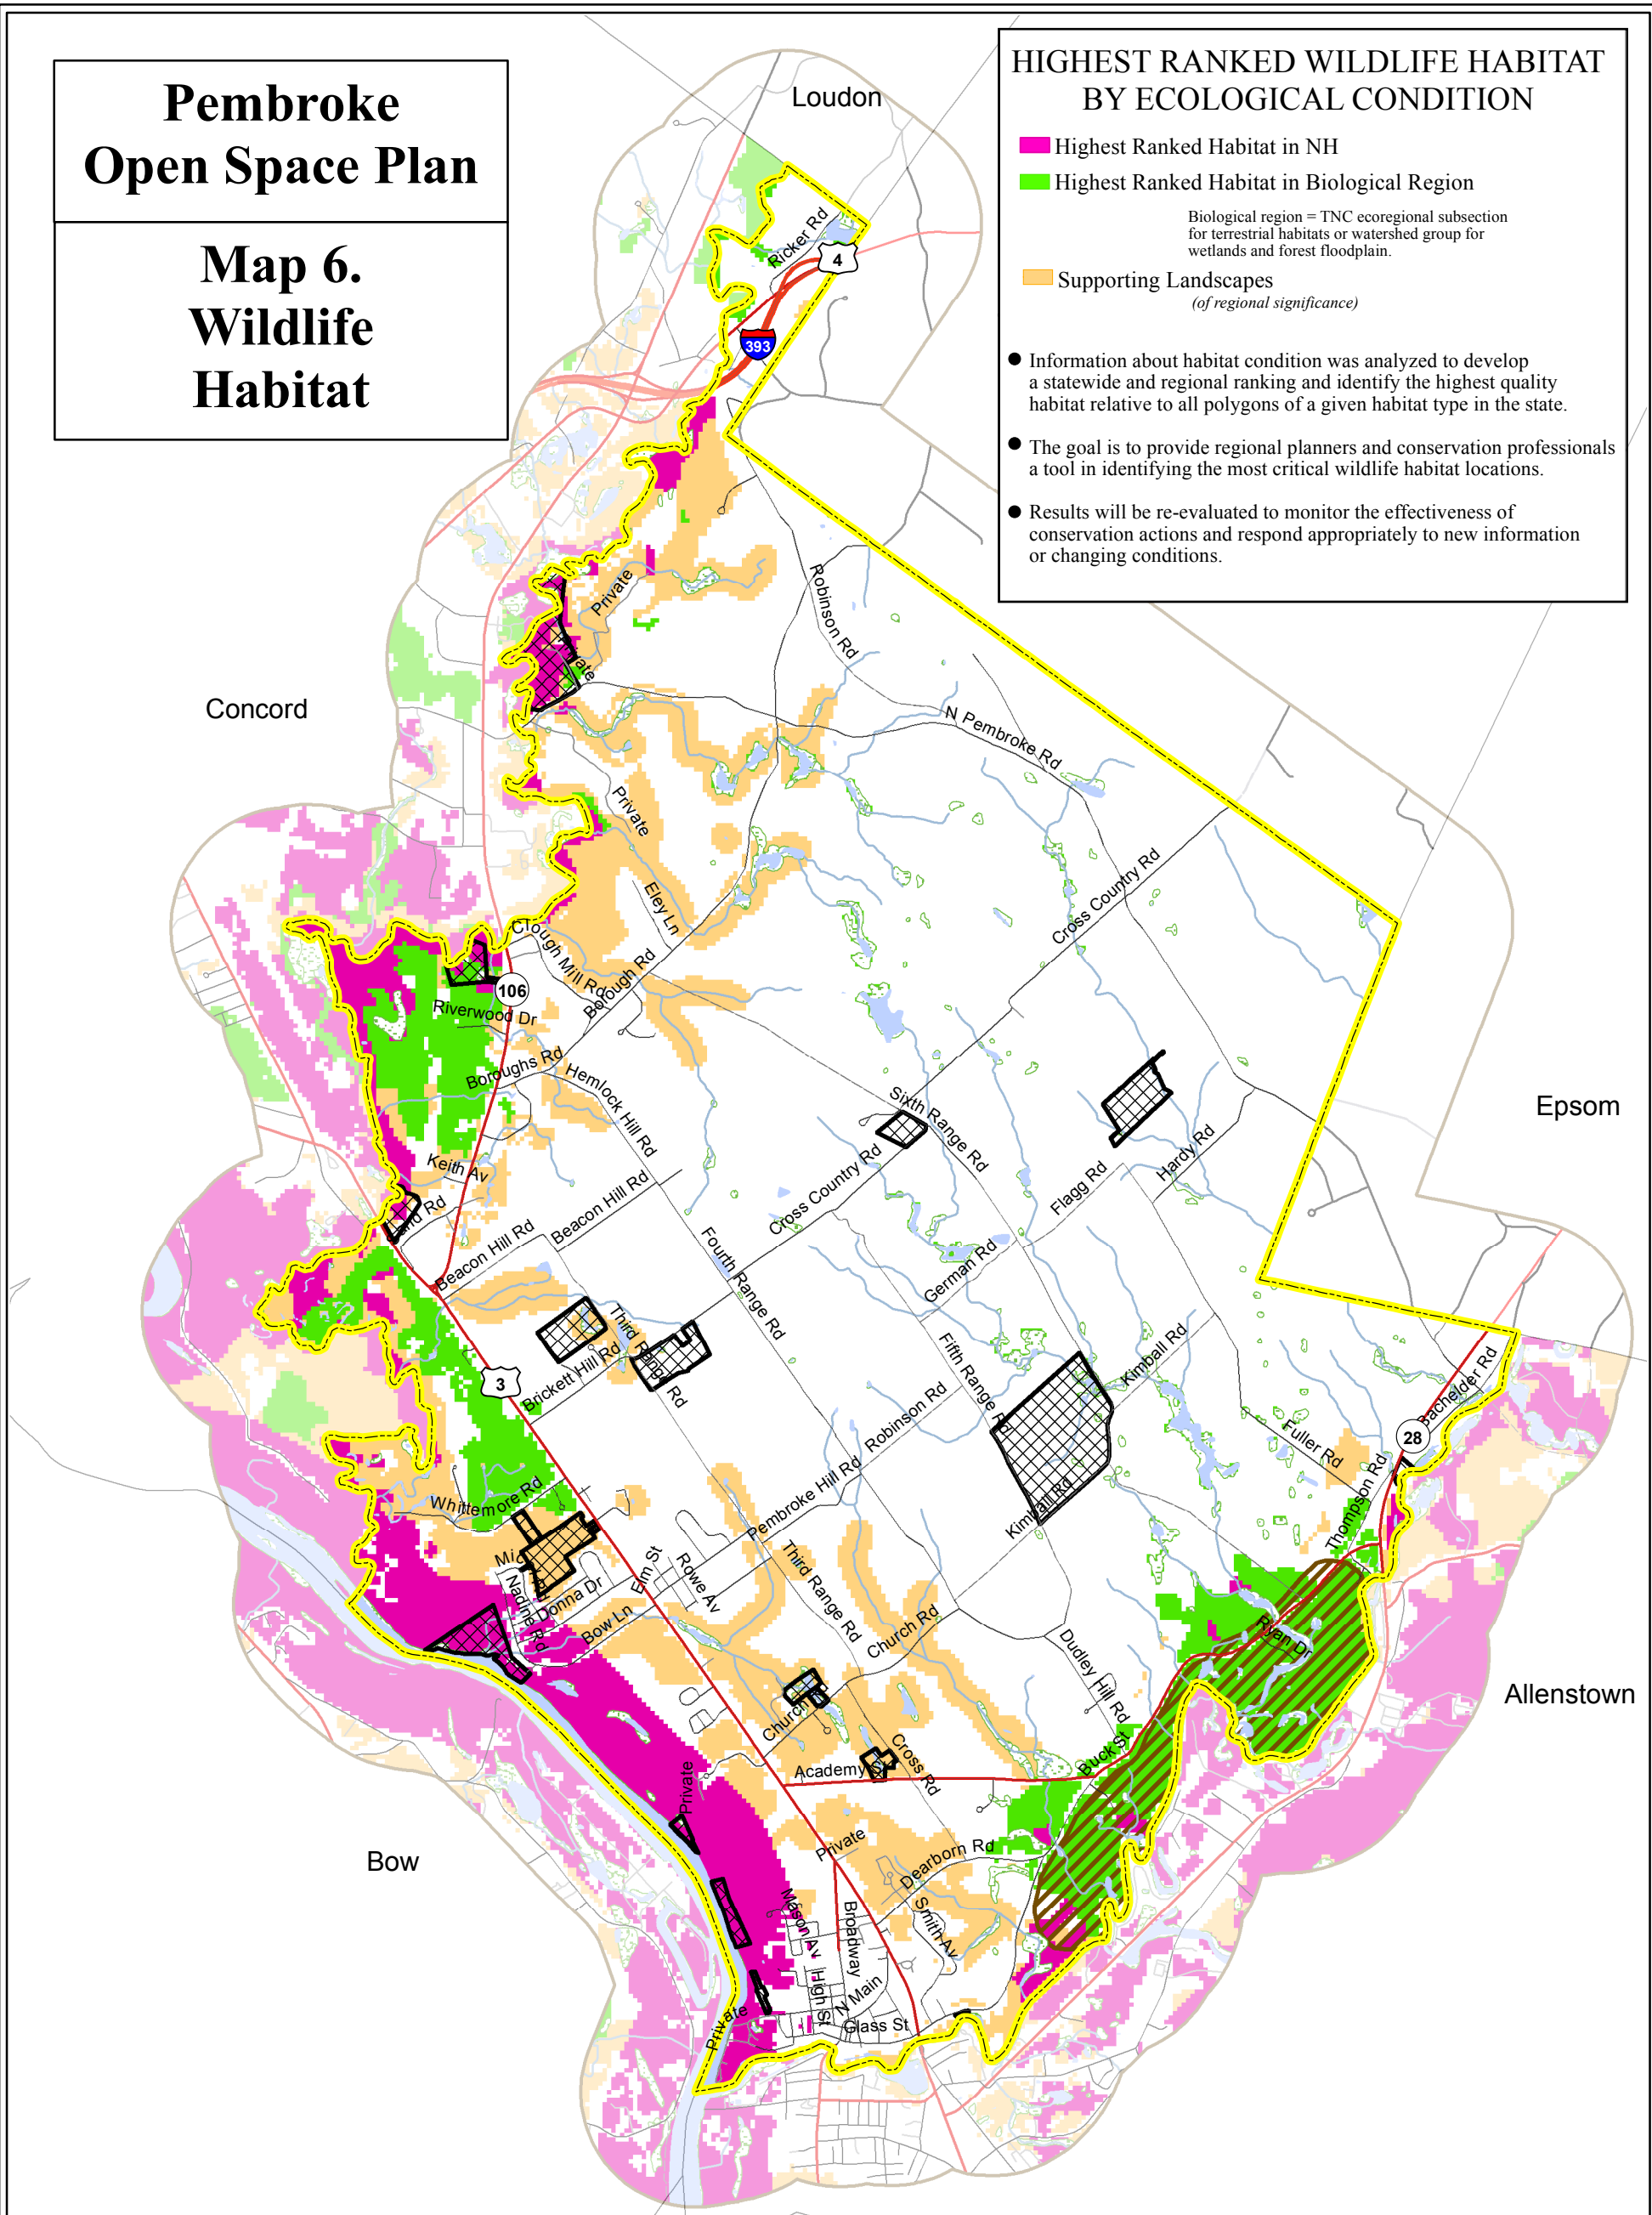 Pembroke
Open Space Plan
Map 6.
Wildlife
Habitat
HIGHEST RANKED WILDLIFE HABITAT
BY ECOLOGICAL CONDITION
Highest Ranked Habitat in NH
Highest Ranked Habitat in Biological Region
Biological region = TNC ecoregional subsection
for terrestrial habitats or watershed group for
wetlands and forest floodplain.
Supporting Landscapes
(of regional significance)
● Information about habitat condition was analyzed to develop
a statewide and regional ranking and identify the highest quality
habitat relative to all polygons of a given habitat type in the state.
● The goal is to provide regional planners and conservation professionals
a tool in identifying the most critical wildlife habitat locations.
● Results will be re-evaluated to monitor the effectiveness of
conservation actions and respond appropriately to new information
or changing conditions.
Loudon
Ricker Rd
4
393
Robinson Rd
Private
Concord
N Pembroke Rd
Private
Eley Ln
Cross Country Rd
Clough Mill Rd
Borough Rd
106
Riverwood Dr
Boroughs Rd
Hemlock Hill Rd
Sixth Range Rd
Epsom
Keith Av
Cross Country Rd
Flagg Rd
Hardy Rd
Beacon Hill Rd
Beacon Hill Rd
Fourth Range Rd
German Rd
Third Range Rd
Brickett Hill Rd
3
Fifth Range Rd
Kimball Rd
Robinson Rd
Bachelder Rd
28
Fuller Rd
Thompson Rd
Whittemore Rd
Pembroke Hill Rd
Kimball Rd
Nadine Rd
Donna Dr
Elm St
Rowe Av
Bow Ln
Third Range Rd
Church Rd
Dudley Hill Rd
Ryan Dr
Allenstown
Cross Rd
Buck St
Academy
Private
Private
Dearborn Rd
Bow
Mason Av
Broadway
Smith Av
High St
N Main
Glass St
Private